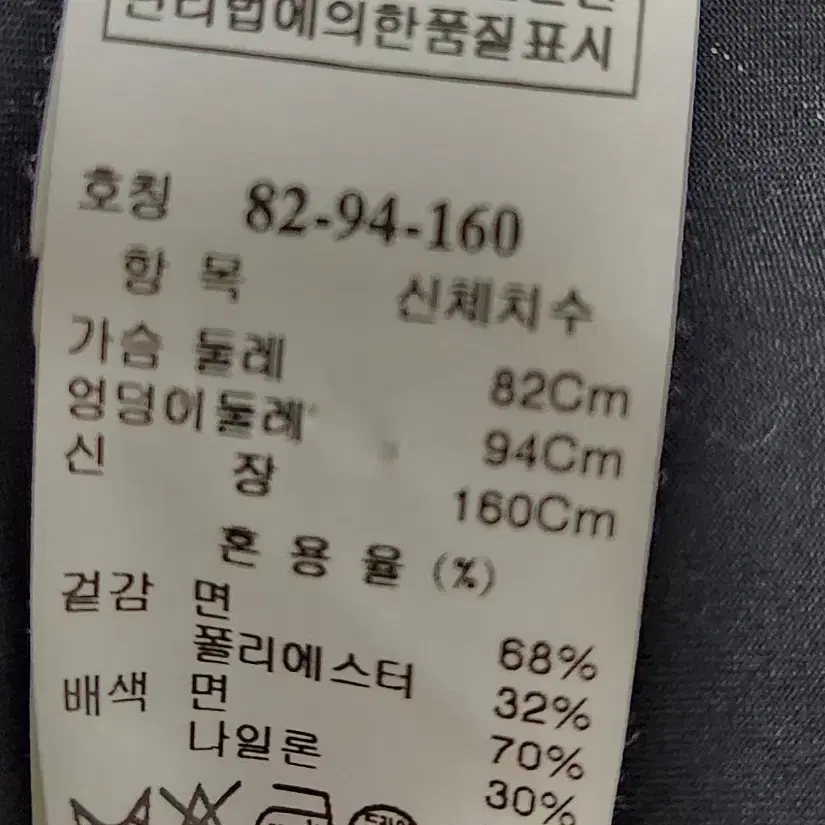 관리법에의한품질표시
호칭 82-94-160
항 목 신체치수
가슴 둘레 82Cm
엉덩이둘레 94Cm
신 장 160Cm
혼 용 율 (%)
겉감 면 68%
폴리에스터 32%
배색 면 70%
나일론 30%